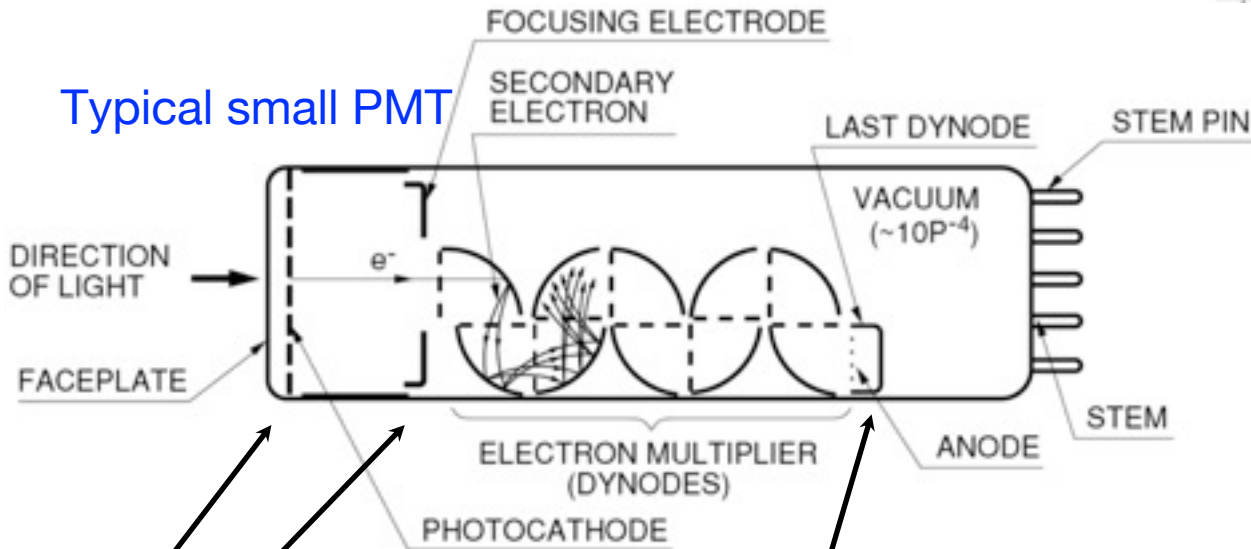 FOCUSING ELECTRODE
Typical small PMT
SECONDARY
ELECTRON
LAST DYNODE
STEM PIN
VACUUM
(~10P⁻⁴)
DIRECTION
OF LIGHT
e⁻
FACEPLATE
STEM
ANODE
ELECTRON MULTIPLIER
(DYNODES)
PHOTOCATHODE